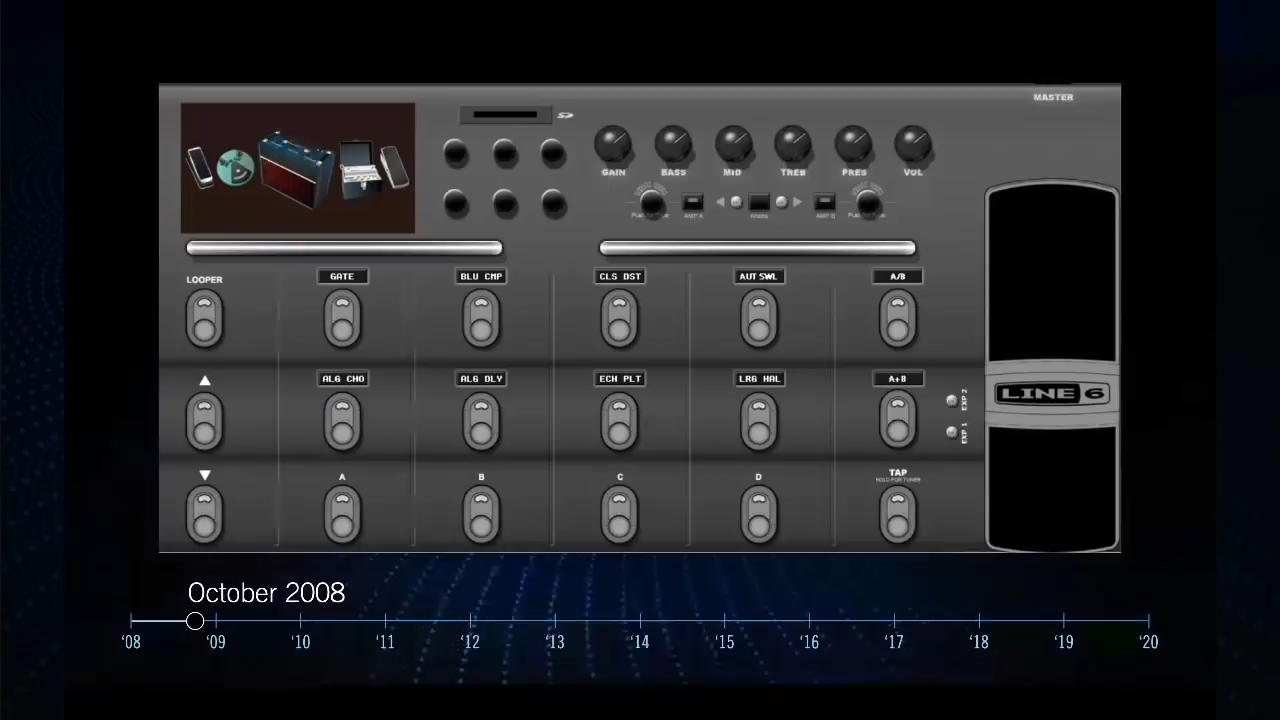 MASTER
GAIN BASS MID TREB PRES VOL
AMP A AMP B
LOOPER GATE BLU CMP CLS DST AUT SWL A/B
ALG CHO ALG DLY ECH PLT LRG HAL A+B
EXP 2
EXP 1
LINE 6
A B C D TAP
HOLD FOR TUNER
October 2008
'08 '09 '10 '11 '12 '13 '14 '15 '16 '17 '18 '19 '20